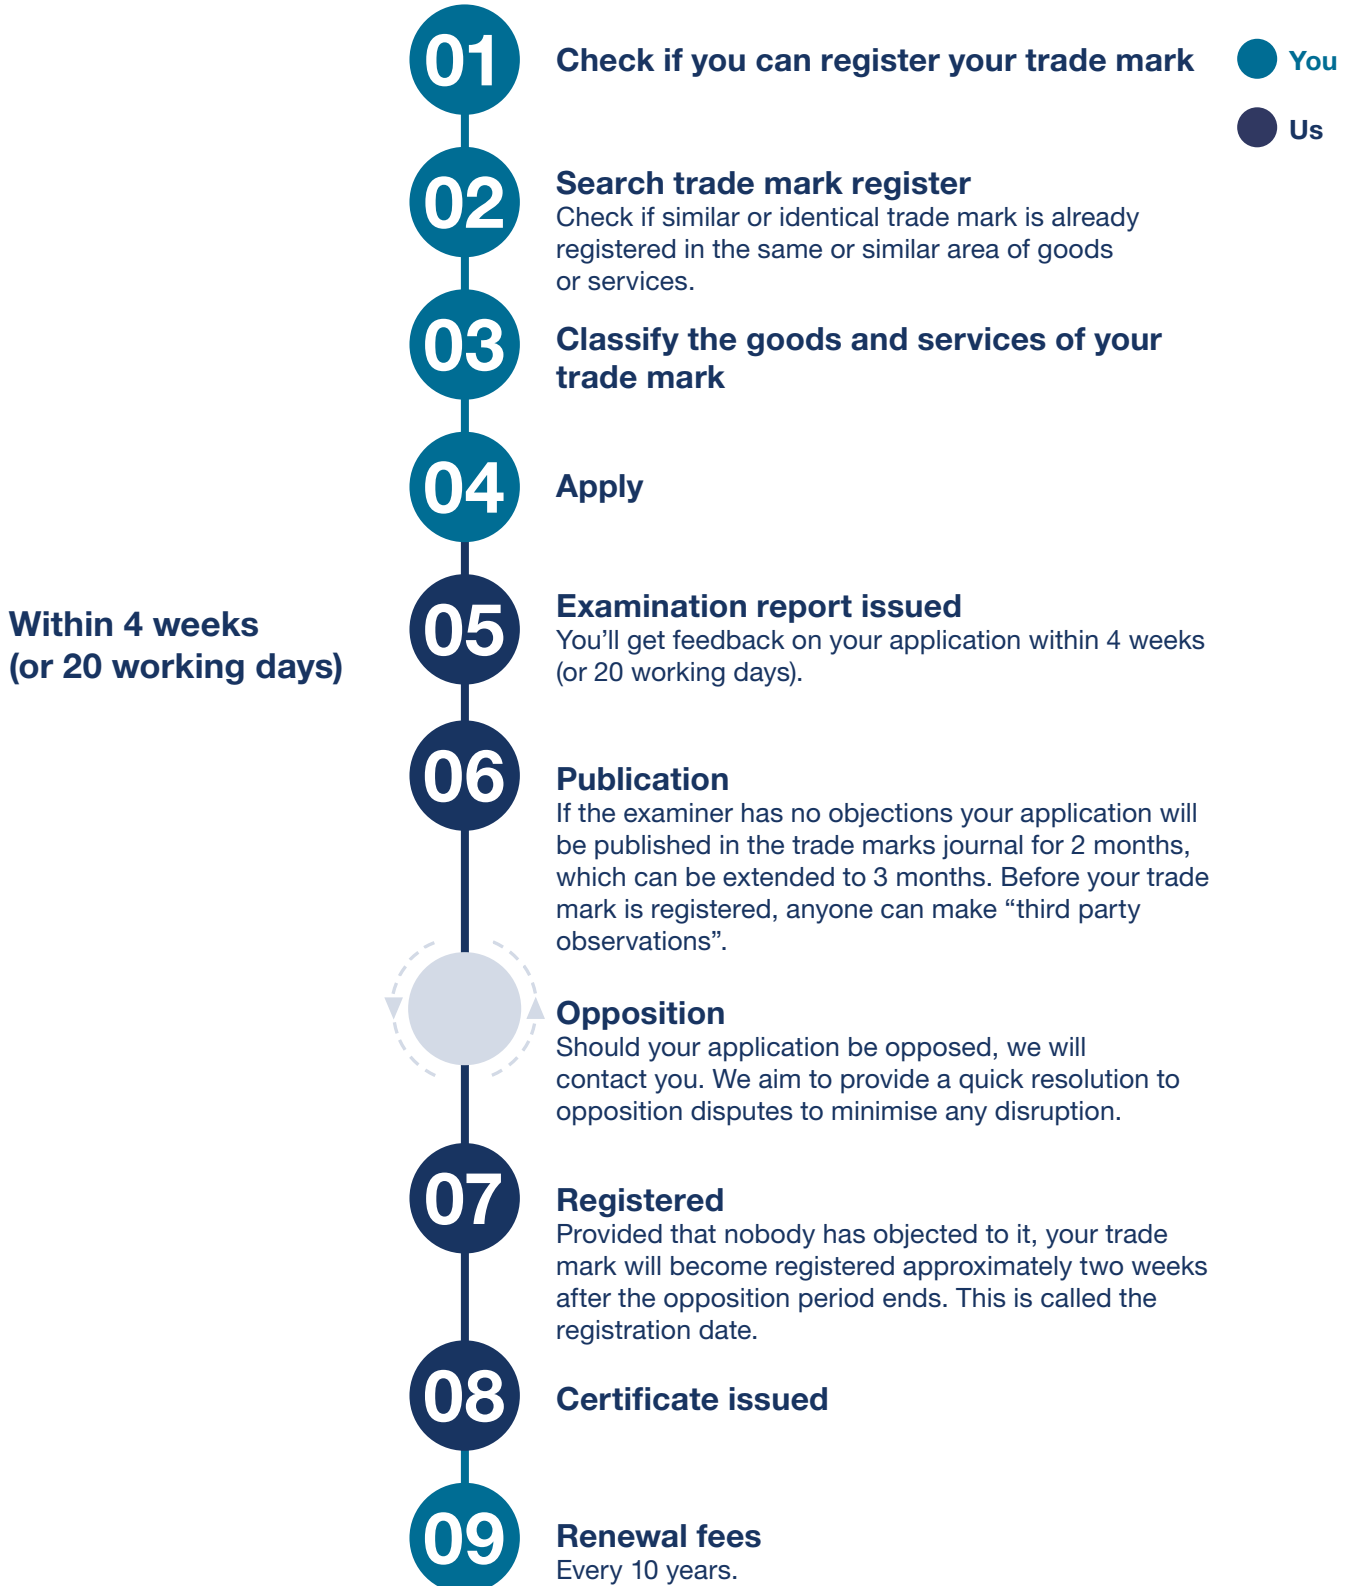 01
Check if you can register your trade mark
You
Us
02
Search trade mark register
Check if similar or identical trade mark is already
registered in the same or similar area of goods
or services.
03
Classify the goods and services of your
trade mark
04
Apply
Within 4 weeks
(or 20 working days)
05
Examination report issued
You’ll get feedback on your application within 4 weeks
(or 20 working days).
06
Publication
If the examiner has no objections your application will
be published in the trade marks journal for 2 months,
which can be extended to 3 months. Before your trade
mark is registered, anyone can make “third party
observations”.
Opposition
Should your application be opposed, we will
contact you. We aim to provide a quick resolution to
opposition disputes to minimise any disruption.
07
Registered
Provided that nobody has objected to it, your trade
mark will become registered approximately two weeks
after the opposition period ends. This is called the
registration date.
08
Certificate issued
09
Renewal fees
Every 10 years.